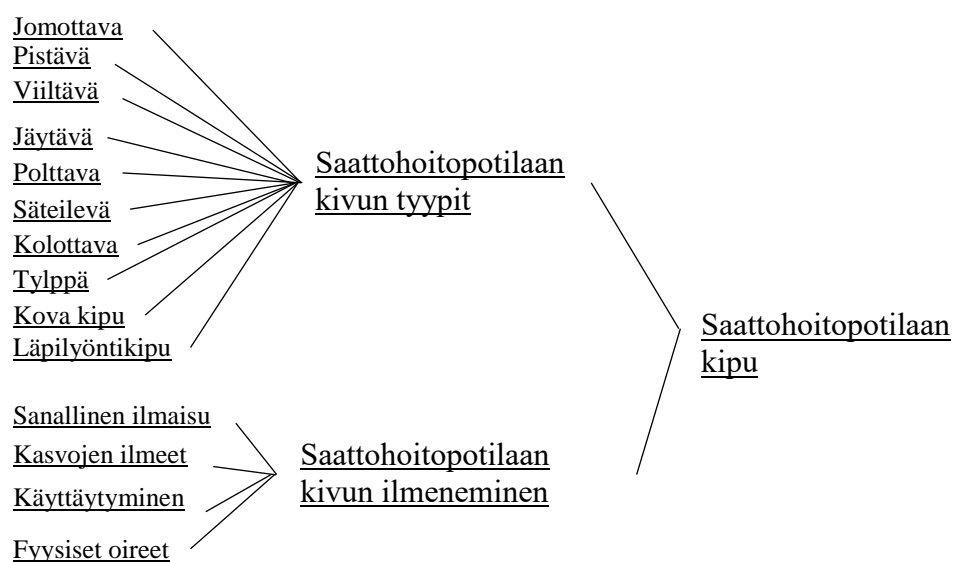 Jomottava
Pistävä
Viiltävä
Jäytävä
Polttava
Säteilevä
Kolottava
Tylppä
Kova kipu
Läpilyöntikipu
Saattohoitopotilaan
kivun tyypit
Sanallinen ilmaisu
Kasvojen ilmeet
Käyttäytyminen
Fyysiset oireet
Saattohoitopotilaan
kivun ilmeneminen
Saattohoitopotilaan
kipu